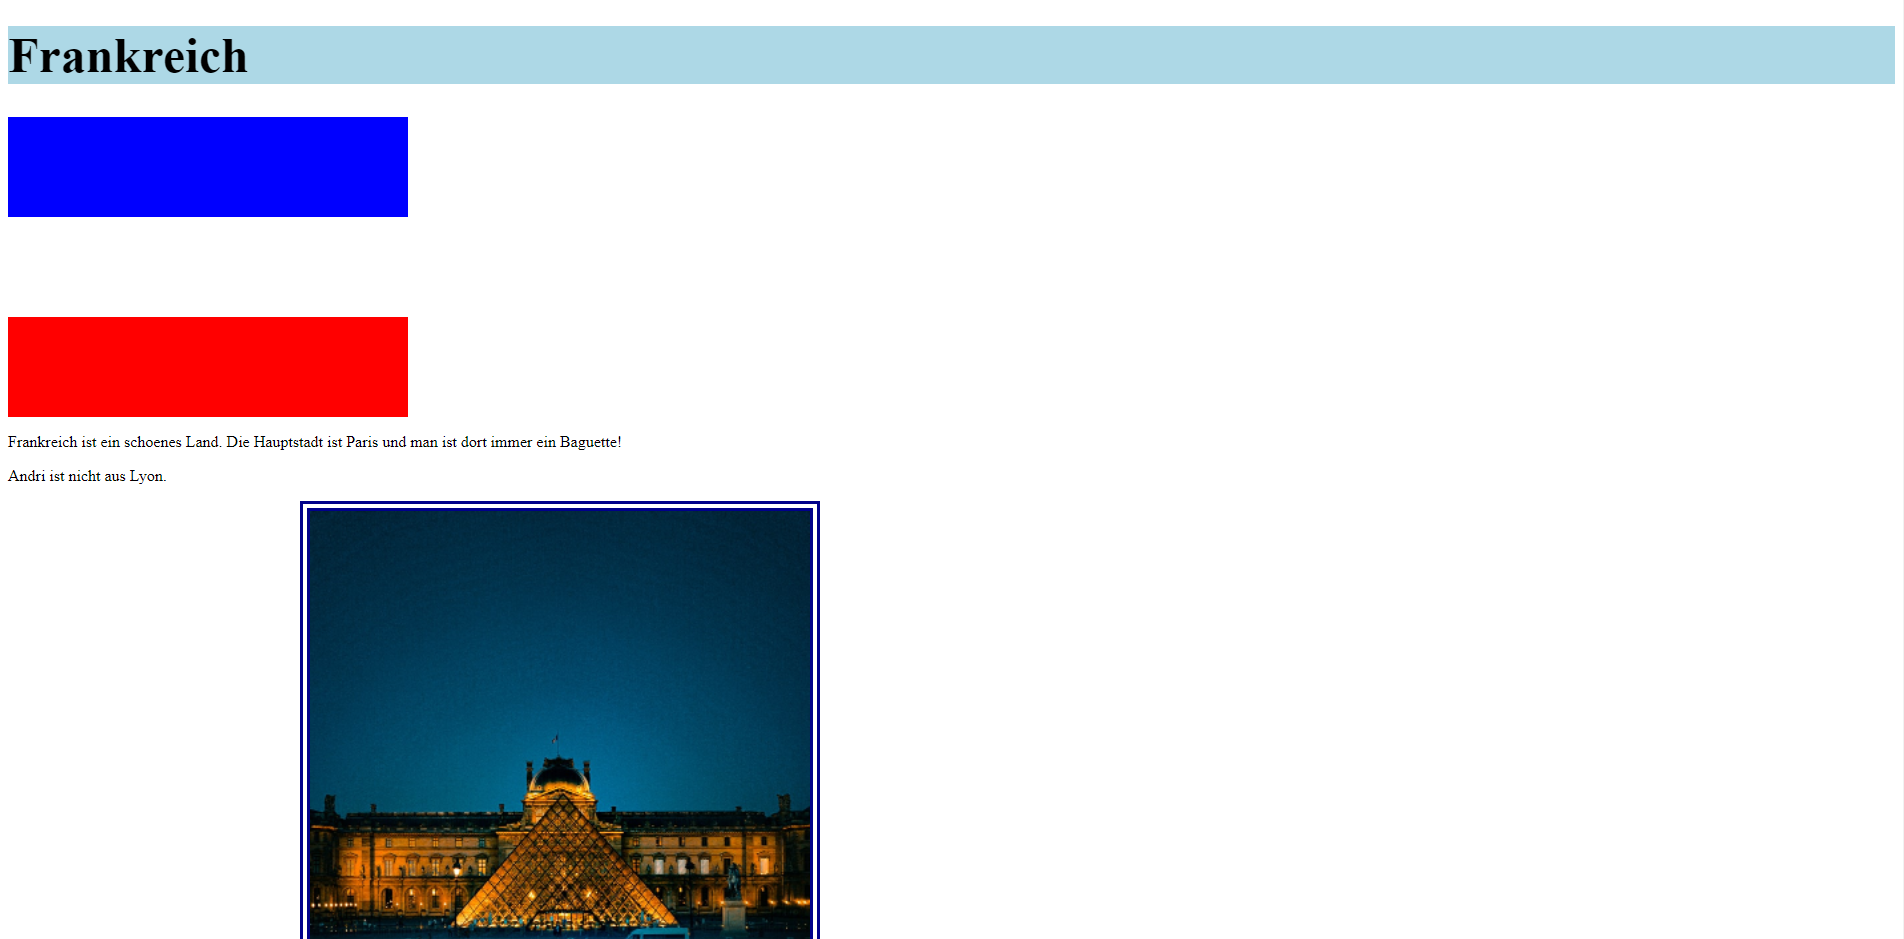 Frankreich
Frankreich ist ein schoenes Land. Die Hauptstadt ist Paris und man ist dort immer ein Baguette!
Andri ist nicht aus Lyon.